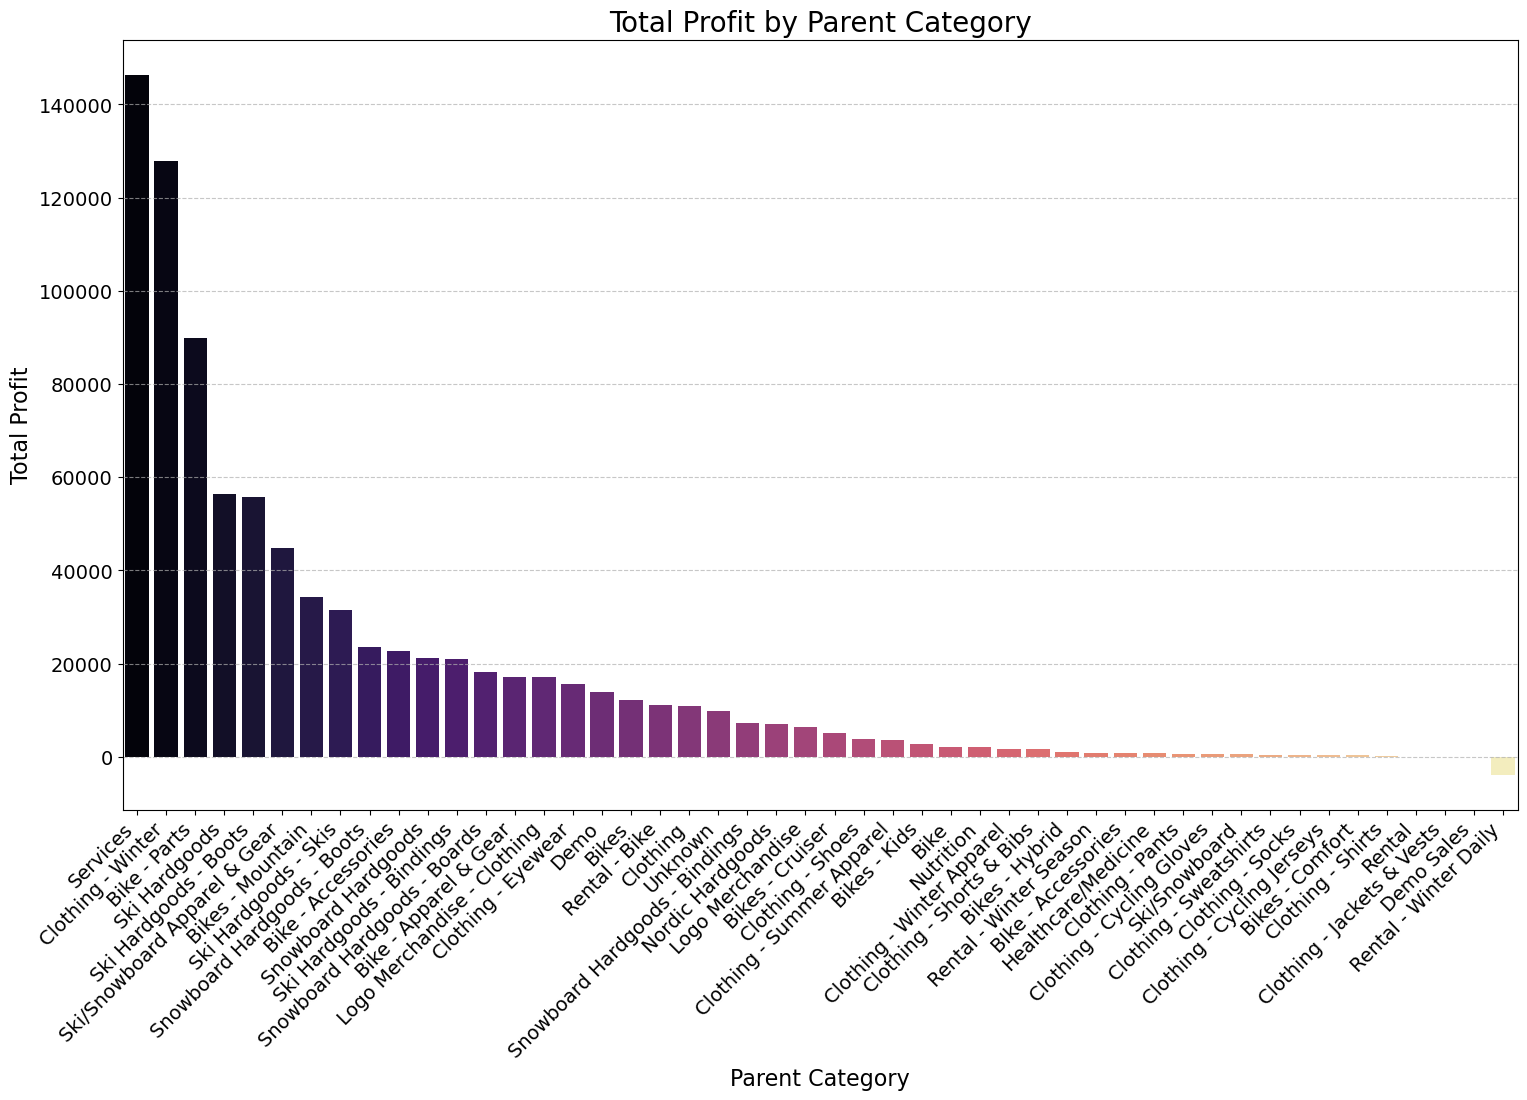 Total Profit by Parent Category
Total Profit
140000
120000
100000
80000
60000
40000
20000
0
Services
Clothing - Winter
Bike - Parts
Ski Hardgoods
Ski Hardgoods - Boots
Ski/Snowboard Apparel & Gear
Bikes - Mountain
Ski Hardgoods - Skis
Snowboard Hardgoods - Boots
Bike - Accessories
Snowboard Hardgoods
Snowboards - Bindings
Ski Hardgoods - Boards
Snowboard Hardgoods - Boards
Bike - Apparel & Gear
Logo Merchandise - Clothing
Clothing - Eyewear
Demo
Bikes
Rental - Bike
Clothing
Unknown
Snowboard Hardgoods - Bindings
Nordic Hardgoods
Logo Merchandise
Bikes - Cruiser
Clothing - Shoes
Clothing - Summer Apparel
Bikes - Kids
Bike
Nutrition
Clothing - Winter Apparel
Clothing - Shorts & Bibs
Bikes - Hybrid
Rental - Winter Season
BIke - Accessories
Healthcare/Medicine
Clothing - Pants
Clothing - Cycling Gloves
Ski/Snowboard
Clothing - Sweatshirts
Clothing - Socks
Clothing - Cycling Jerseys
Bikes - Comfort
Clothing - Shirts
Rental
Clothing - Jackets & Vests
Demo Sales
Rental - Winter Daily
Parent Category